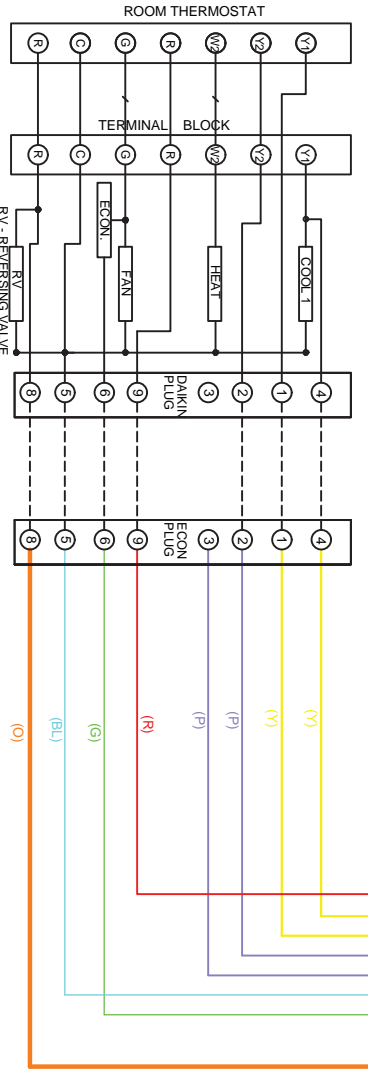 ROOM THERMOSTAT
R C G R W2 Y2 Y1
TERMINAL BLOCK
R C G R W2 Y2 Y1
RV - REVERSING VALVE
RV
ECON.
FAN
HEAT
COOL 1
8 5 6 9 DAIKIN PLUG 3 2 1 4
8 5 6 9 ECON PLUG 3 2 1 4
(O)
(BL)
(G)
(R)
(P)
(P)
(Y)
(Y)